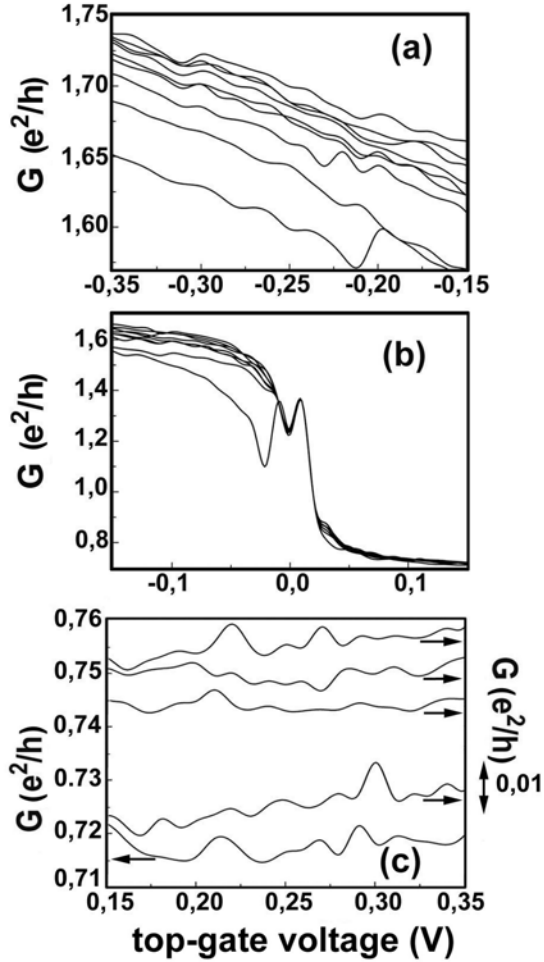 1,75
(a)
1,70
G (e²/h)
1,65
1,60
-0,35 -0,30 -0,25 -0,20 -0,15
1,6
(b)
1,4
G (e²/h)
1,2
1,0
0,8
-0,1 0,0 0,1
0,76
0,75
0,74
G (e²/h)
G (e²/h)
0,73
0,01
0,72
(c)
0,71
0,15 0,20 0,25 0,30 0,35
top-gate voltage (V)